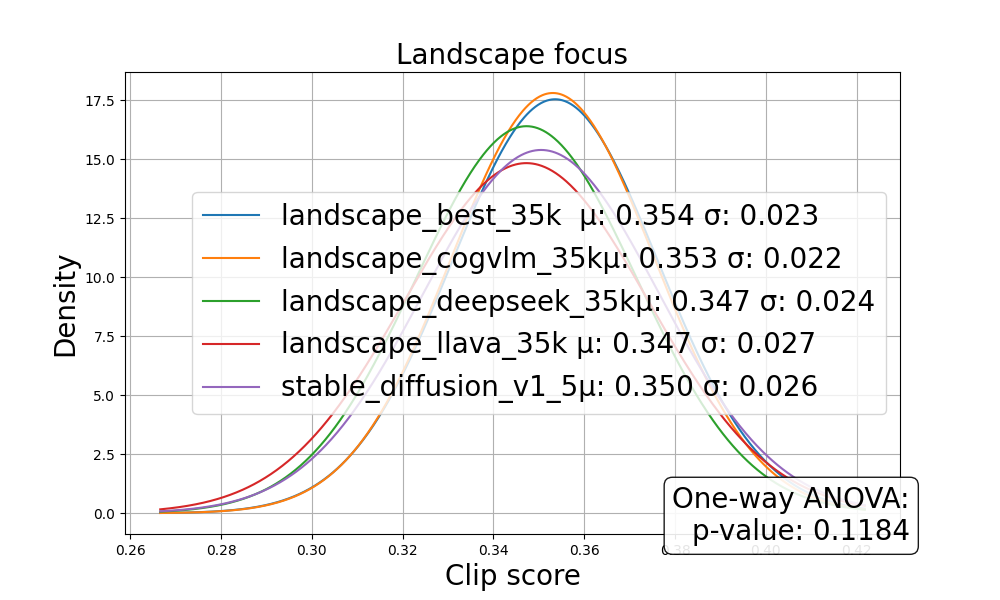 Landscape focus
17.5
15.0
12.5
10.0
7.5
5.0
2.5
0.0
Density
landscape_best_35k  μ: 0.354 σ: 0.023
landscape_cogvlm_35kμ: 0.353 σ: 0.022
landscape_deepseek_35kμ: 0.347 σ: 0.024
landscape_llava_35k μ: 0.347 σ: 0.027
stable_diffusion_v1_5μ: 0.350 σ: 0.026
One-way ANOVA:
p-value: 0.1184
0.26 0.28 0.30 0.32 0.34 0.36 0.38 0.40 0.42
Clip score